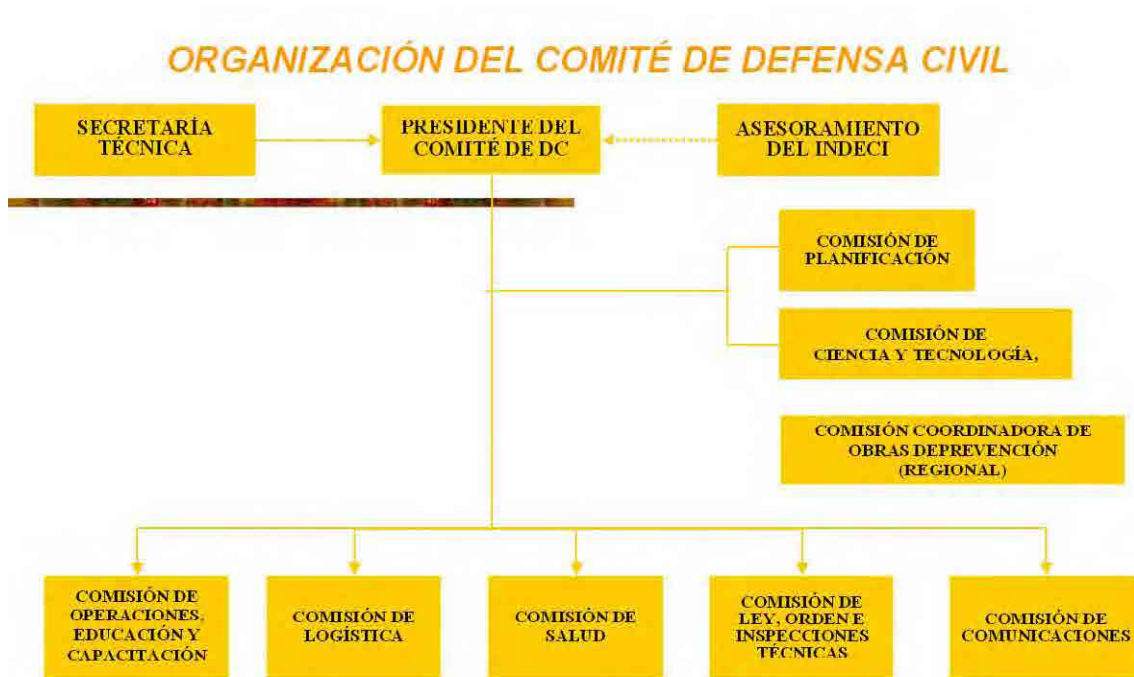 ORGANIZACIÓN DEL COMITÉ DE DEFENSA CIVIL
SECRETARÍA
TÉCNICA
PRESIDENTE DEL
COMITÉ DE DC
ASESORAMIENTO
DEL INDECI
COMISIÓN DE
PLANIFICACIÓN
COMISIÓN DE
CIENCIA Y TECNOLOGÍA,
COMISIÓN COORDINADORA DE
OBRAS DEPREVENCIÓN
(REGIONAL)
COMISIÓN DE
OPERACIONES,
EDUCACIÓN Y
CAPACITACIÓN
COMISIÓN DE
LOGÍSTICA
COMISIÓN DE
SALUD
COMISIÓN DE
LEY, ORDEN E
INSPECCIONES
TÉCNICAS
COMISIÓN DE
COMUNICACIONES